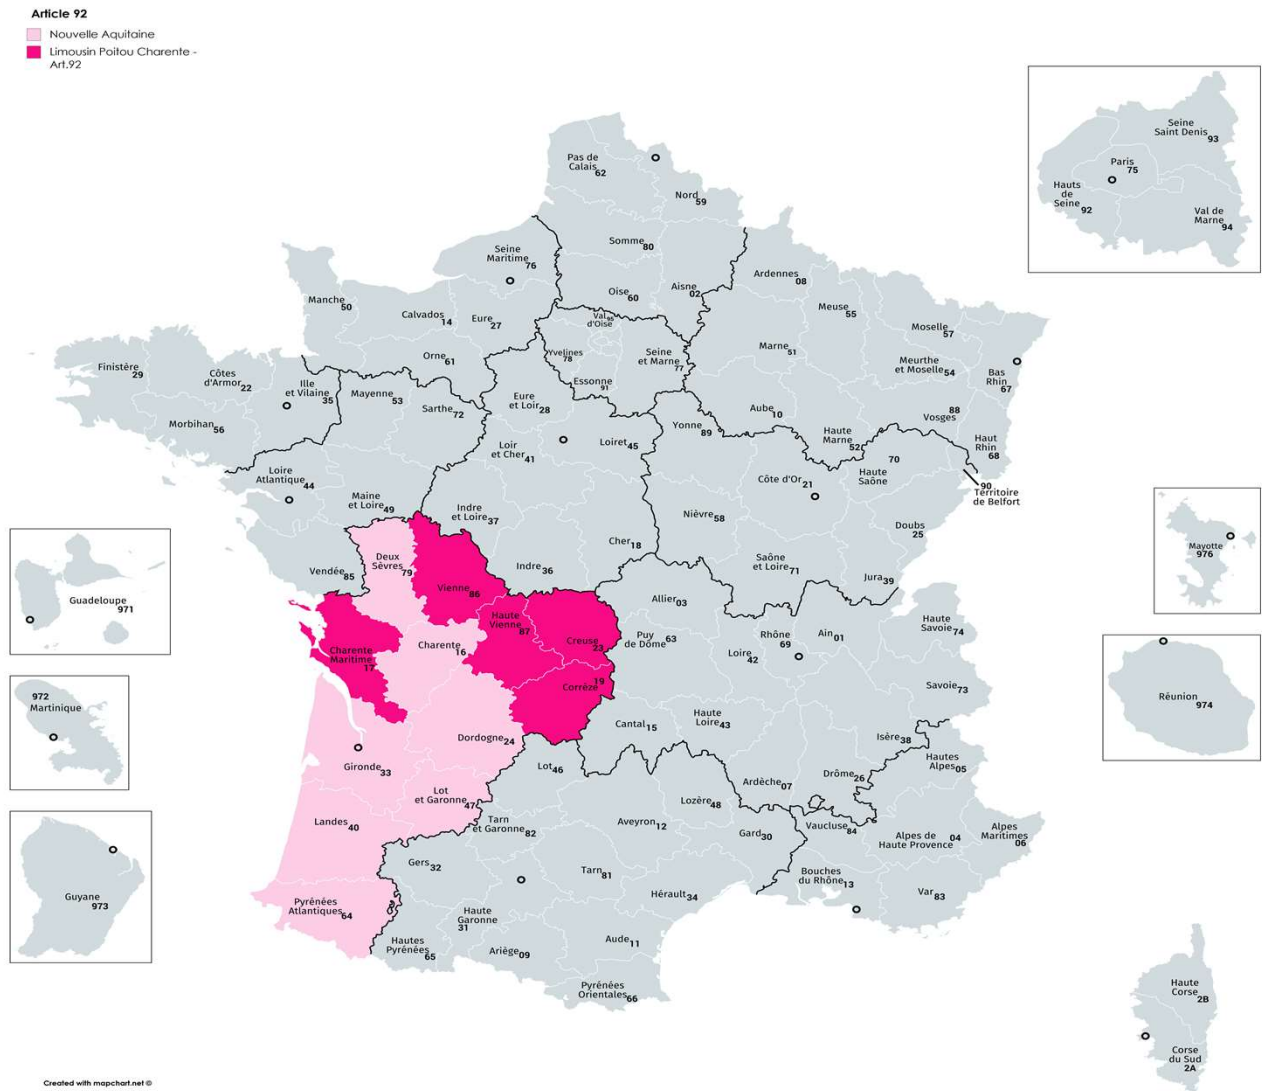 Article 92
Nouvelle Aquitaine
Limousin Poitou Charente -
Art.92
Seine
Saint Denis 93
Paris
75
Hauts
de
Seine 92
Val de
Marne
94
Pas de
Calais 62
Nord 59
Somme 80
Seine
Maritime
76
Oise
60
Aisne
02
Ardennes
08
Manche
50
Calvados
14
Eure
27
Val 95
d'Oise
Meuse
55
Moselle
57
Orne 61
Yvelines
78
Seine
et Marne
77
Marne 51
Meurthe
et Moselle 54
Bas
Rhin
67
Finistère
29
Côtes
d'Armor 22
Ille
et Vilaine
35
Mayenne
53
Essonne
91
Eure
et Loir 28
Sarthe 72
Aube 10
88
Vosges
Morbihan 56
Yonne
89
Haute
Marne
52
Haut
Rhin
68
Loir
et Cher 41
Loiret 45
70
Haute
Saône
Loire
Atlantique 44
Côte d'Or 21
90
Territoire
de Belfort
Maine
et Loire 49
Indre
et Loire 37
Nièvre 58
Doubs
25
Mayotte
976
Cher 18
Deux
Sèvres
79
Indre 36
Saône
et Loire 71
Vendée
85
Vienne
86
Jura 39
Guadeloupe
971
Allier 03
Haute
Vienne
87
Creuse
23
Puy
de Dôme 63
Rhône
69
Ain 01
Haute
Savoie 74
Charente
16
Charente
Maritime
17
Loire
42
19
Corrèze
Savoie 73
972
Martinique
Réunion
974
Cantal 15
Haute
Loire 43
Isère 38
Dordogne 24
Hautes
Alpes 05
Gironde
33
Lot 46
Ardèche
07
Drôme 26
Lot
et Garonne
47
Lozère 48
Landes
40
Tarn
et Garonne
82
Aveyron 12
Gard 30
Vaucluse
84
Alpes de
Haute Provence
04
Alpes
Maritimes
06
Gers 32
Tarn
81
Bouches
du Rhône 13
Hérault 34
Var 83
Guyane
973
Pyrénées
Atlantiques 64
Haute
Garonne
31
Hautes
Pyrénées
65
Ariège 09
Aude 11
Pyrénées
Orientales 66
Haute
Corse
2B
Corse
du Sud
2A
Created with mapchart.net ©